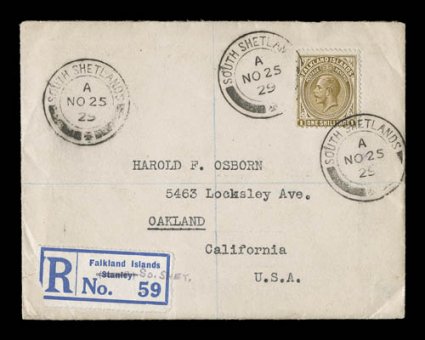 SOUTH SHETLANDS
A
NO 25
29
SOUTH SHETLANDS
A
NO 25
29
FALKLAND ISLANDS
ONE SHILLING
SOUTH SHETLANDS
A
NO 25
29
HAROLD F. OSBORN
5463 Locksley Ave.
OAKLAND
California
U.S.A.
R
Falkland Islands
Stanley So. SHET.
No. 59